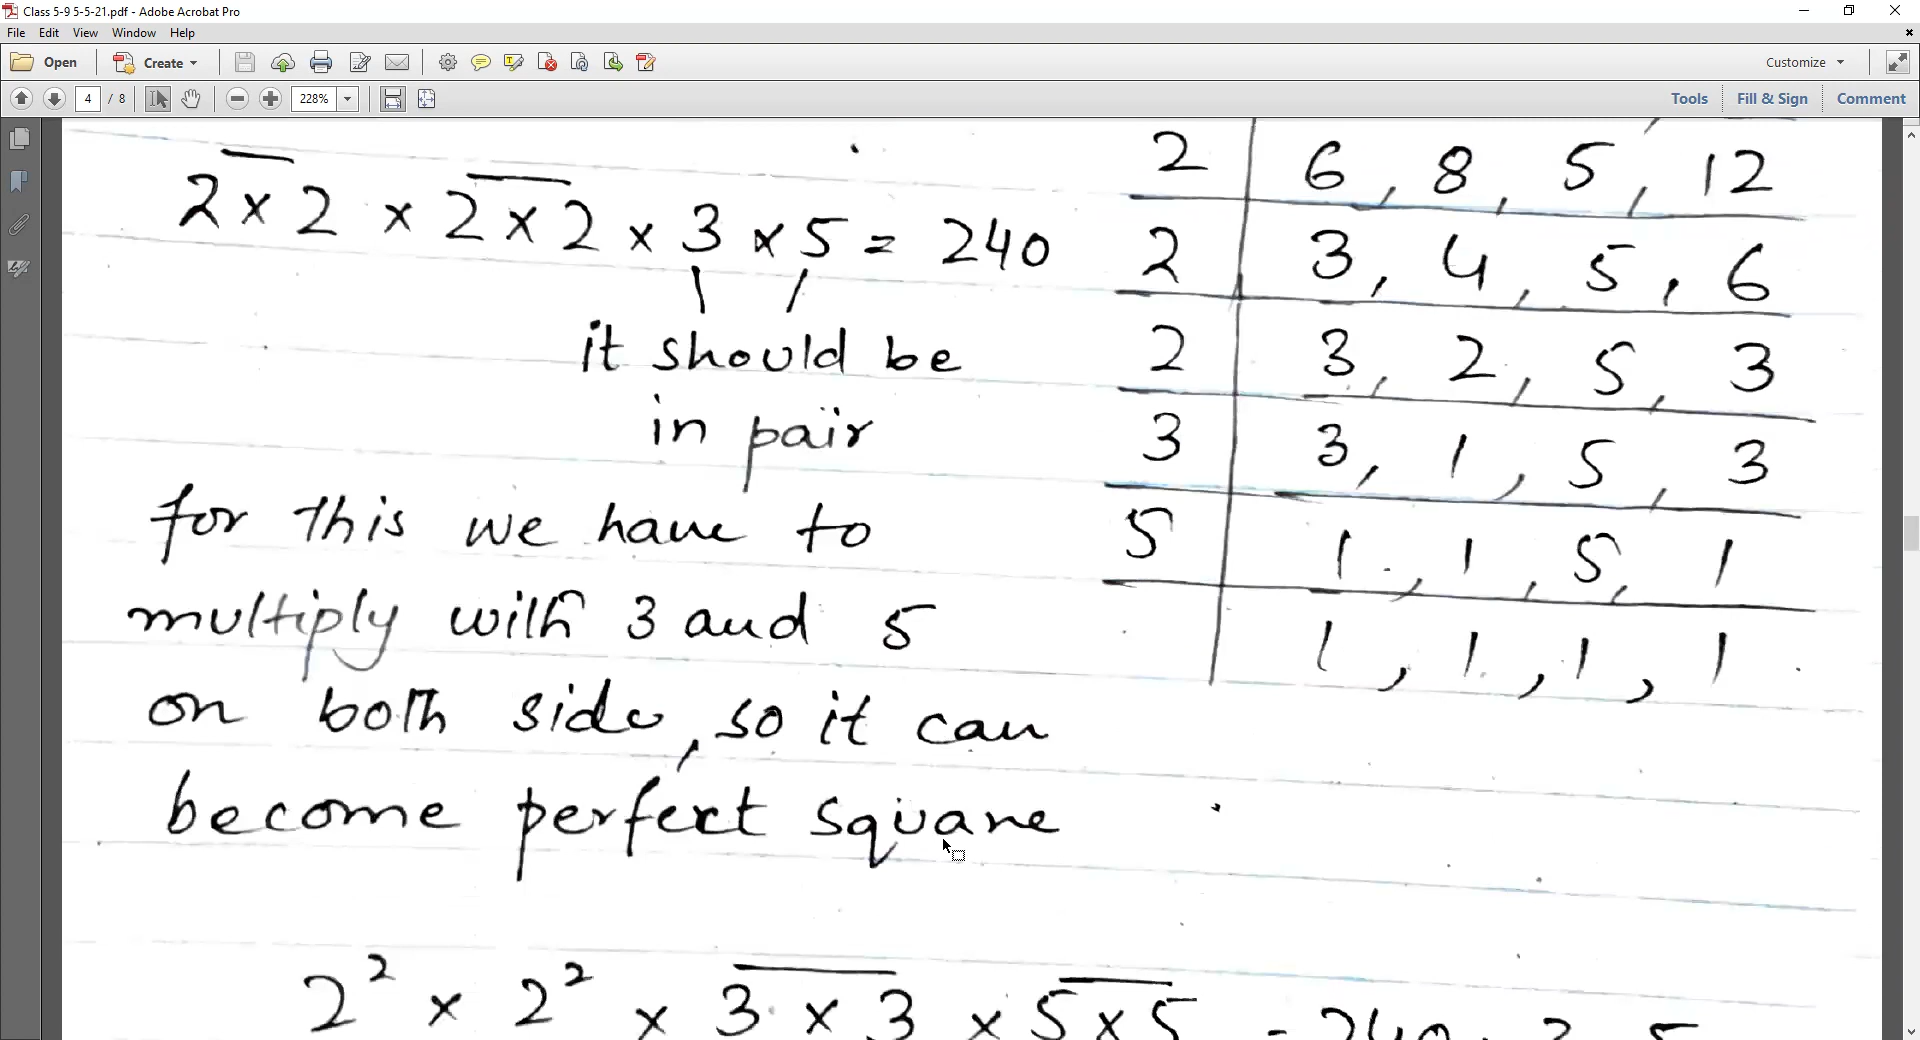 Class 5-9 5-5-21.pdf - Adobe Acrobat Pro
File Edit View Window Help
Open Create Customize
4 / 8 228% Tools Fill & Sign Comment
2 × 2 × 2 × 2 × 3 × 5 = 240
it should be
in pair
for this we have to
multiply with 3 and 5
on both side, so it can
become perfect square
2² × 2² × 3 × 3 × 5 × 5 = 240 · 3 · 5
2 | 6 , 8 , 5 , 12
2 | 3 , 4 , 5 , 6
2 | 3 , 2 , 5 , 3
3 | 3 , 1 , 5 , 3
5 | 1 , 1 , 5 , 1
1 , 1 , 1 , 1